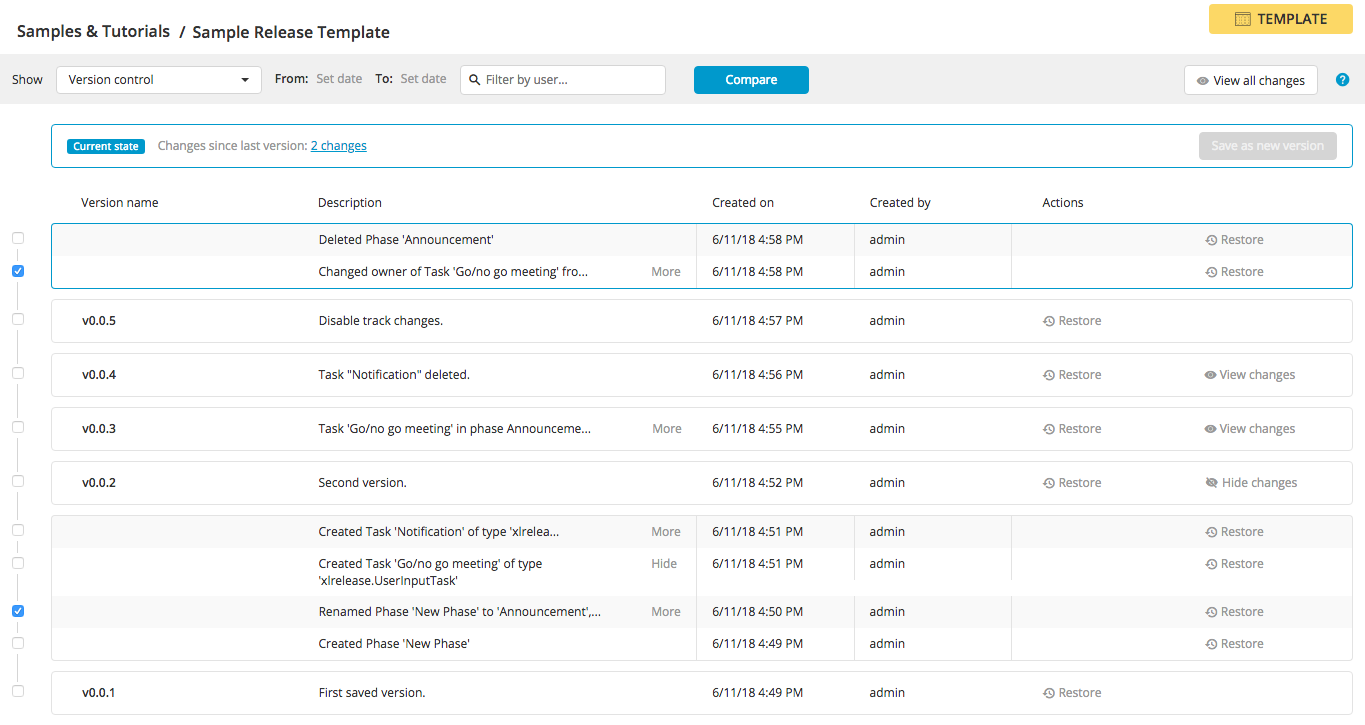 Samples & Tutorials / Sample Release Template
TEMPLATE
Show Version control From: Set date To: Set date Filter by user... Compare View all changes ?
Current state Changes since last version: 2 changes Save as new version
Version name Description Created on Created by Actions
Deleted Phase 'Announcement' 6/11/18 4:58 PM admin Restore
Changed owner of Task 'Go/no go meeting' fro... More 6/11/18 4:58 PM admin Restore
v0.0.5 Disable track changes. 6/11/18 4:57 PM admin Restore
v0.0.4 Task "Notification" deleted. 6/11/18 4:56 PM admin Restore View changes
v0.0.3 Task 'Go/no go meeting' in phase Announceme... More 6/11/18 4:55 PM admin Restore View changes
v0.0.2 Second version. 6/11/18 4:52 PM admin Restore Hide changes
Created Task 'Notification' of type 'xlrelea... More 6/11/18 4:51 PM admin Restore
Created Task 'Go/no go meeting' of type Hide 6/11/18 4:51 PM admin Restore
'xlrelease.UserInputTask'
Renamed Phase 'New Phase' to 'Announcement',... More 6/11/18 4:50 PM admin Restore
Created Phase 'New Phase' 6/11/18 4:49 PM admin Restore
v0.0.1 First saved version. 6/11/18 4:49 PM admin Restore